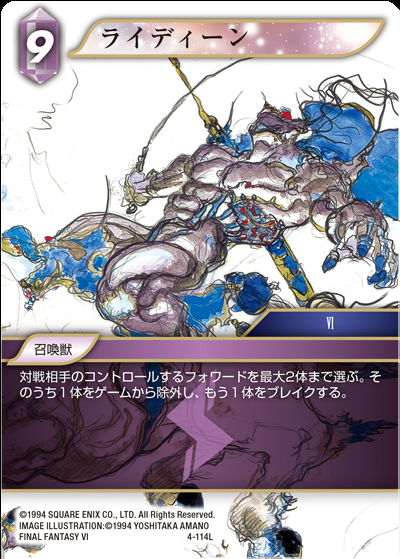 9
ライディーン
VI
召喚獣
対戦相手のコントロールするフォワードを最大2体まで選ぶ。そ
のうち1体をゲームから除外し、もう1体をブレイクする。
©1994 SQUARE ENIX CO., LTD. All Rights Reserved.
IMAGE ILLUSTRATION:©1994 YOSHITAKA AMANO
FINAL FANTASY VI
4-114L